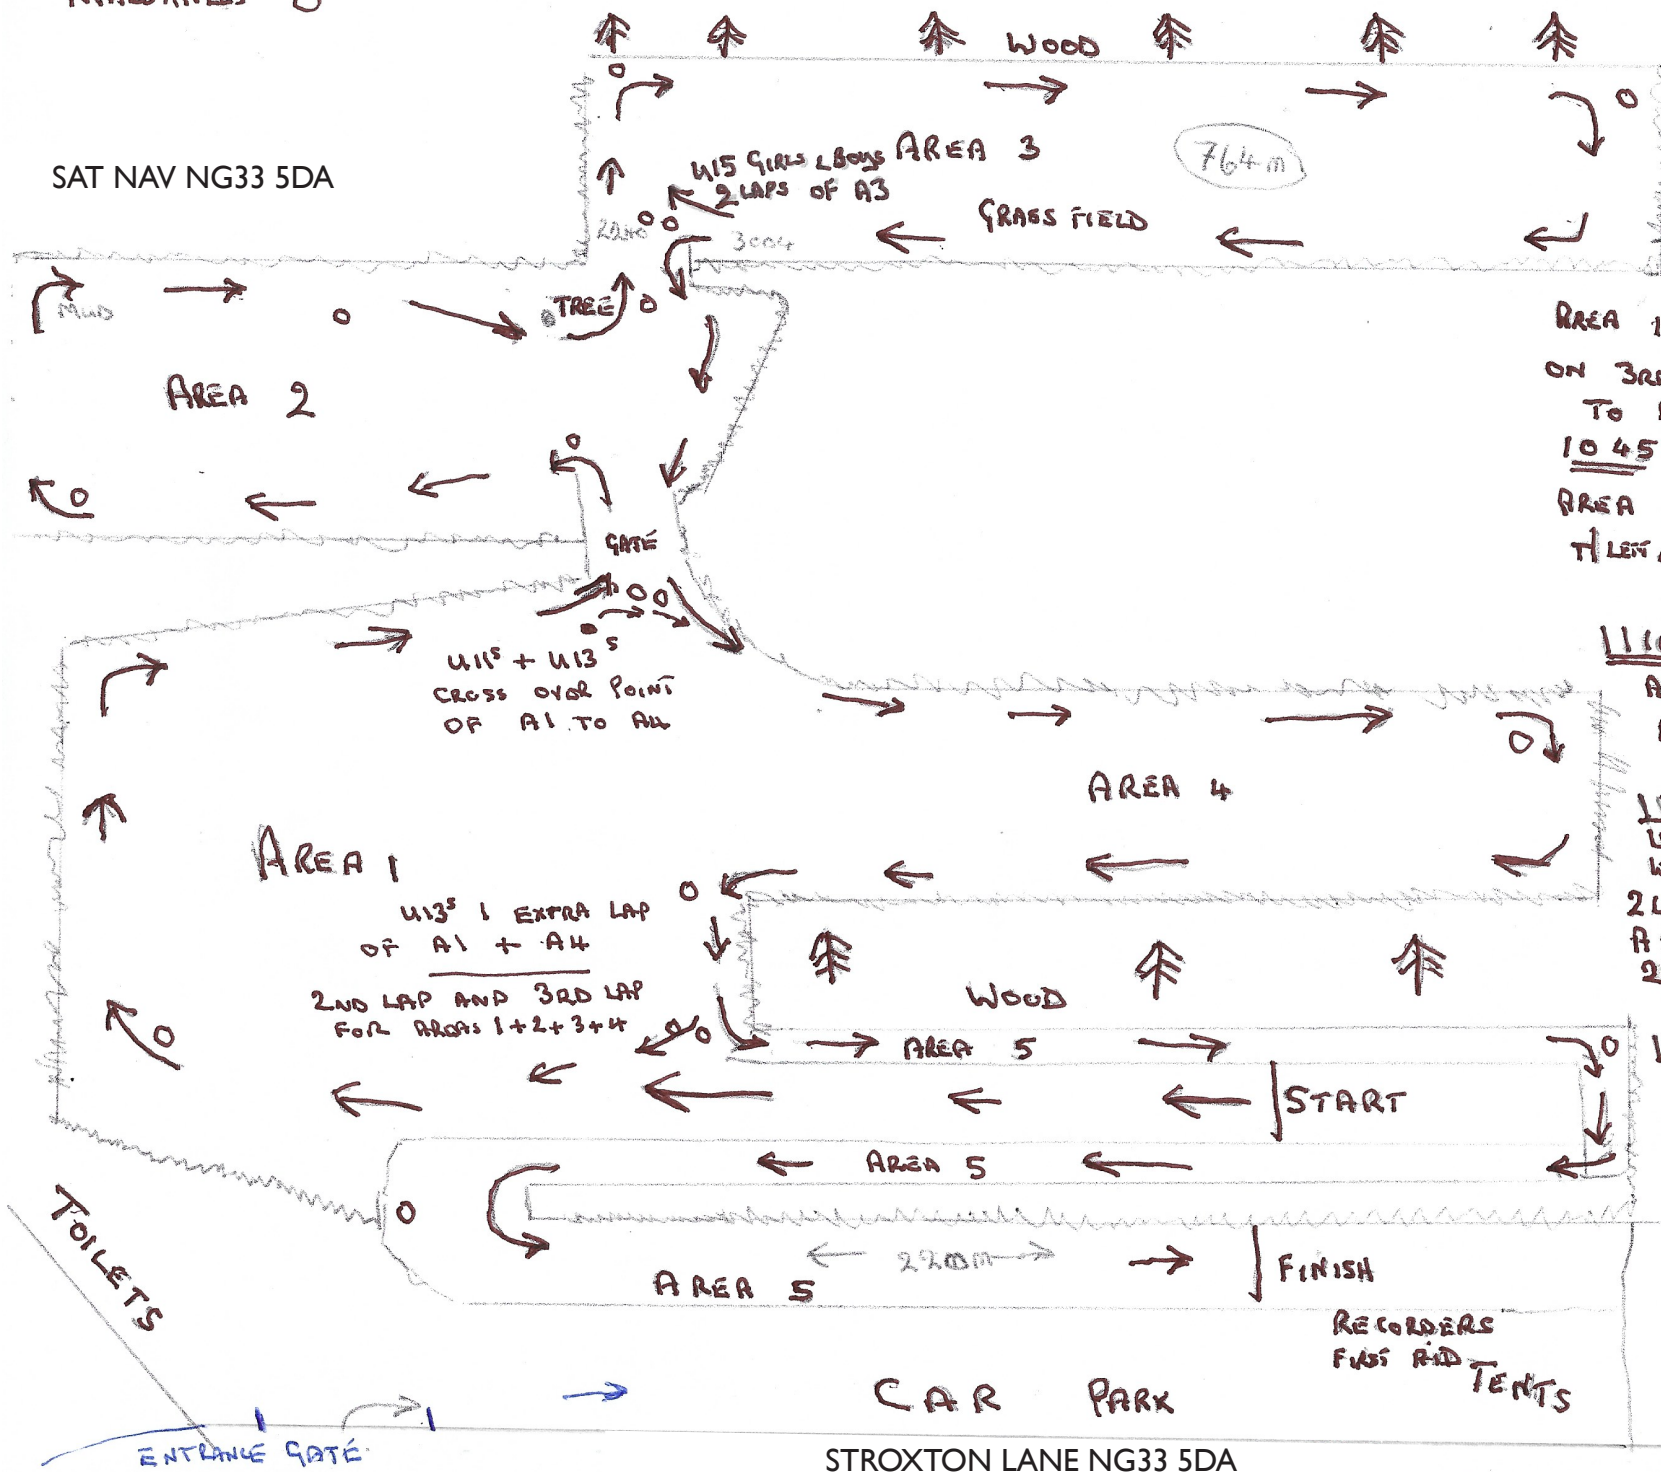 WOOD
SAT NAV NG33 5DA
U15 GIRLS & BOYS
2 LAPS OF A3
AREA 3
764 m
GRASS FIELD
2240
3004
MUD
TREE
AREA 2
GATE
U11S + U13S
CROSS OVER POINT
OF A1 TO A4
AREA
ON 3RD
TO
1045
AREA
AREA 4
AREA 1
U13S 1 EXTRA LAP
OF A1 + A4
2ND LAP AND 3RD LAP
FOR AREAS 1+2+3+4
WOOD
AREA 5
START
AREA 5
TOILETS
220m
AREA 5
FINISH
RECORDERS
FIRST AID
TENTS
CAR PARK
ENTRANCE GATE
STROXTON LANE NG33 5DA